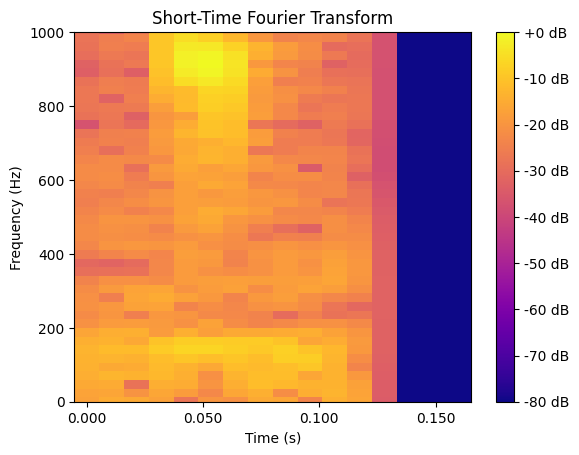 Short-Time Fourier Transform
1000
800
600
400
200
0
Frequency (Hz)
0.000
0.050
0.100
0.150
Time (s)
+0 dB
-10 dB
-20 dB
-30 dB
-40 dB
-50 dB
-60 dB
-70 dB
-80 dB